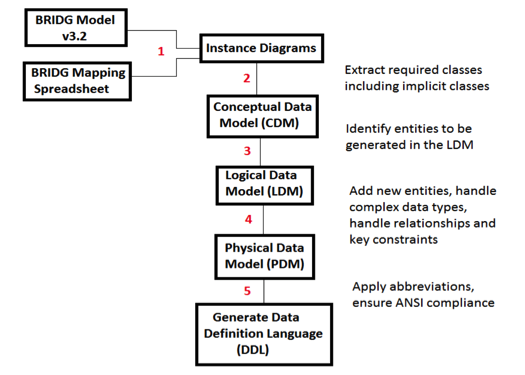 BRIDG Model
v3.2
1
BRIDG Mapping
Spreadsheet
Instance Diagrams
2
Extract required classes
including implicit classes
Conceptual Data
Model (CDM)
3
Identify entities to be
generated in the LDM
Logical Data
Model (LDM)
4
Add new entities, handle
complex data types,
handle relationships and
key constraints
Physical Data
Model (PDM)
5
Apply abbreviations,
ensure ANSI compliance
Generate Data
Definition Language
(DDL)